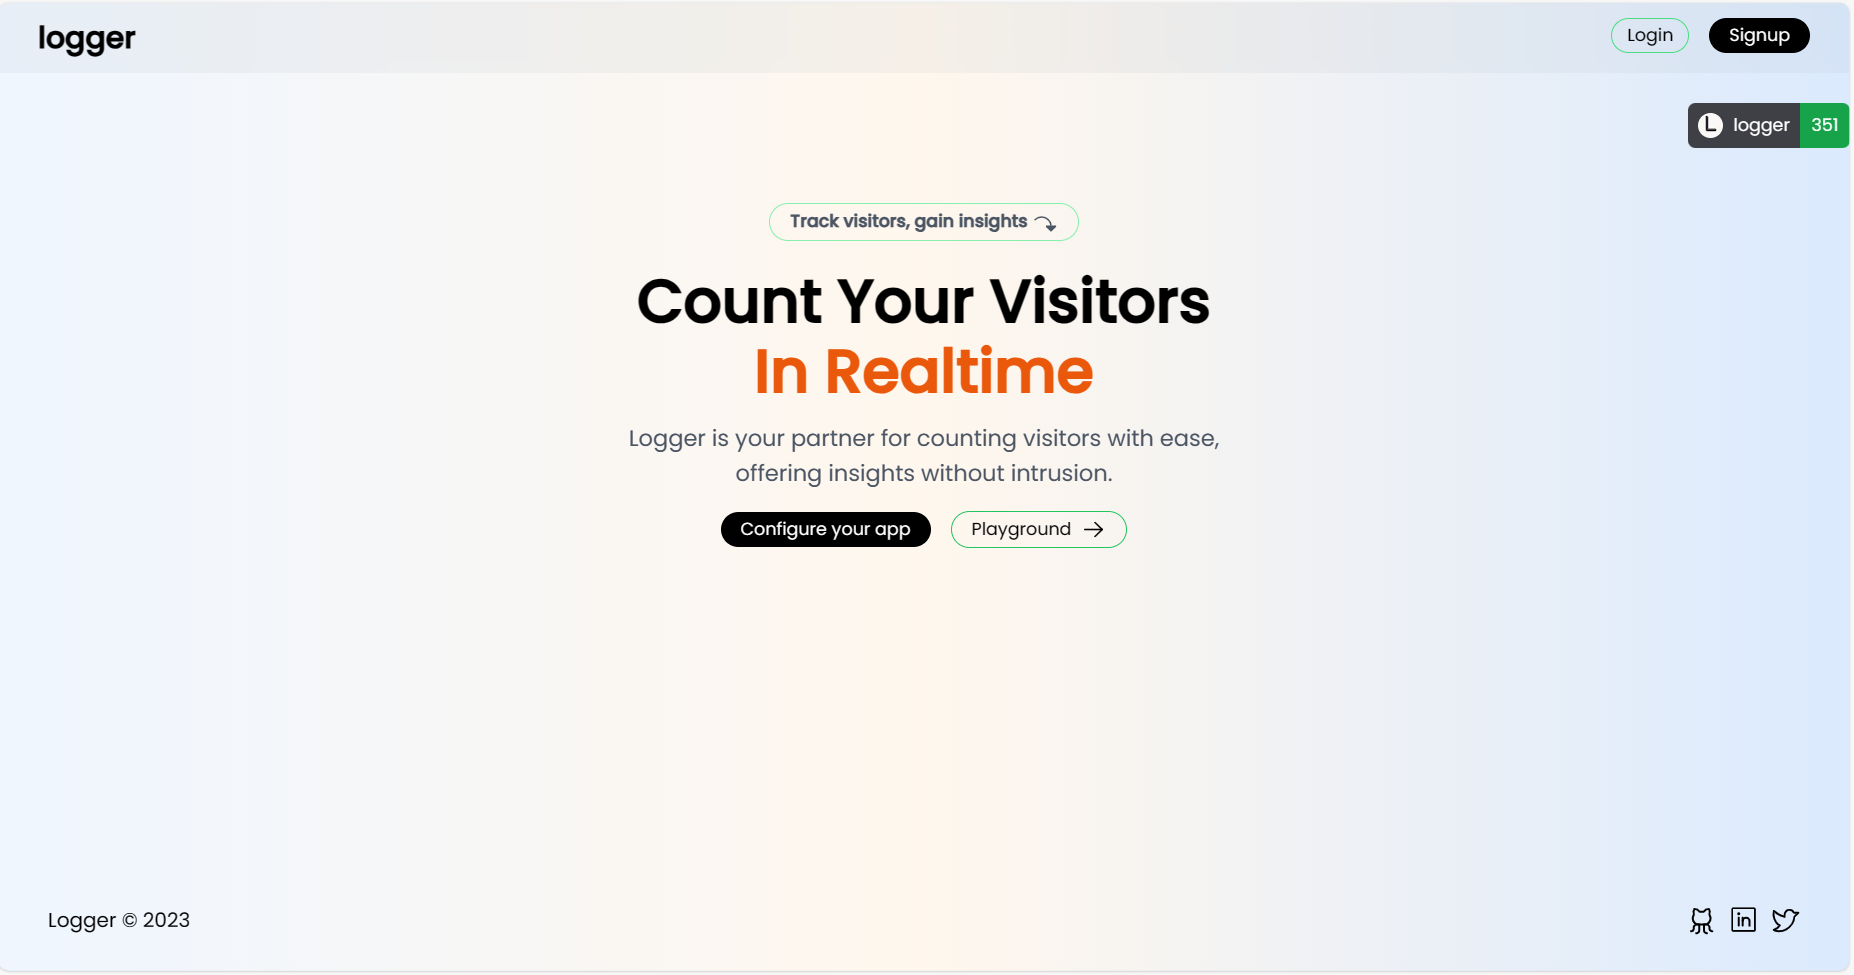 logger
Login
Signup
L logger 351
Track visitors, gain insights
Count Your Visitors
In Realtime
Logger is your partner for counting visitors with ease,
offering insights without intrusion.
Configure your app
Playground
Logger © 2023
in